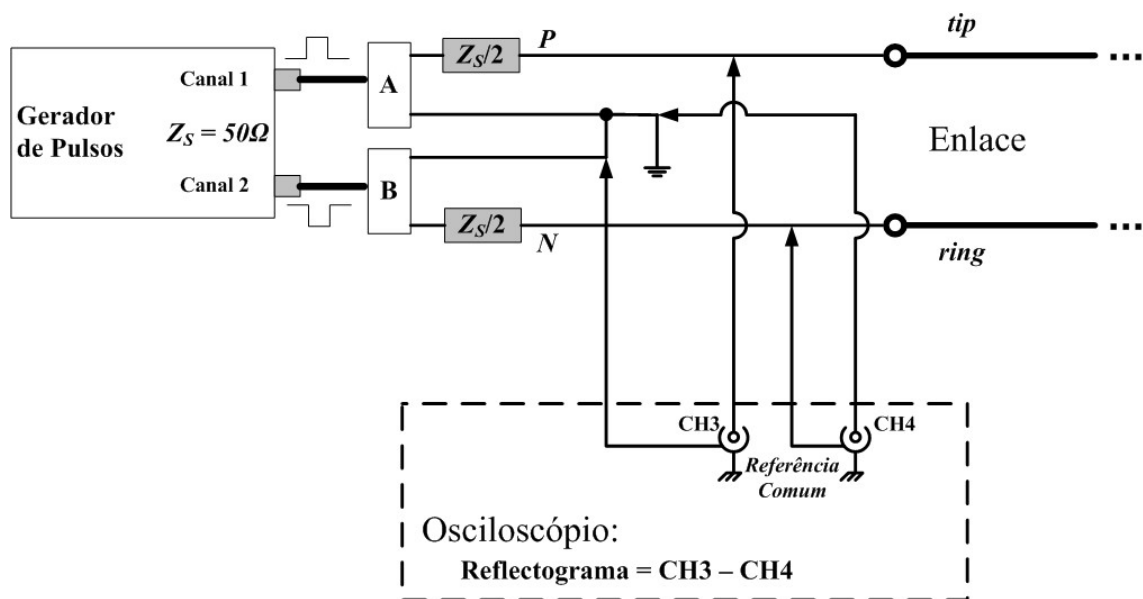 Gerador
de Pulsos
Canal 1
Z_S = 50Ω
Canal 2
A
B
Z_S/2
P
Z_S/2
N
tip
...
Enlace
ring
...
CH3
CH4
Referência
Comum
Osciloscópio:
Reflectograma = CH3 – CH4